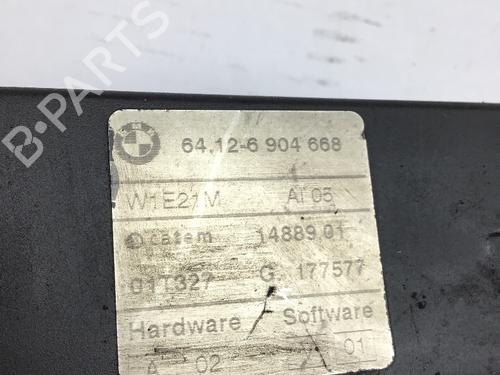 64.12-6 904 668
W1E21M AI 05
catem 14889.01
01T327 G 177577
Hardware Software
A 02 01
B-PARTS